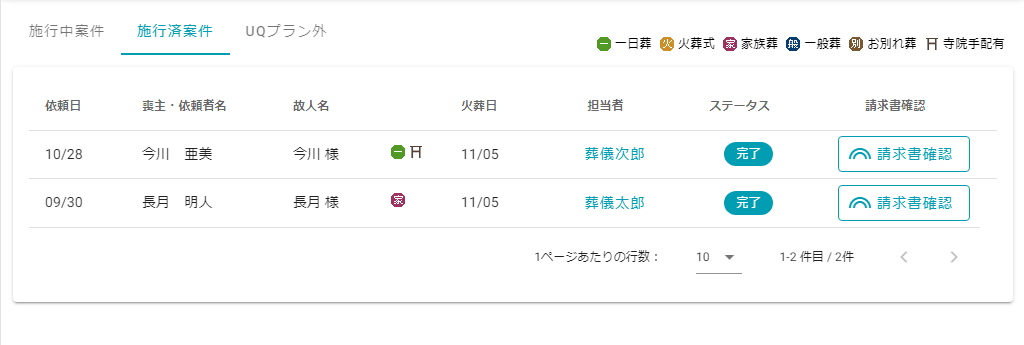 施行中案件 施行済案件 UQプラン外
一 一日葬 火 火葬式 家 家族葬 般 一般葬 別 お別れ葬 寺院手配有
依頼日 喪主・依頼者名 故人名 火葬日 担当者 ステータス 請求書確認
10/28 今川 亜美 今川 様 一 11/05 葬儀次郎 完了 請求書確認
09/30 長月 明人 長月 様 家 11/05 葬儀太郎 完了 請求書確認
1ページあたりの行数： 10 1-2 件目 / 2件